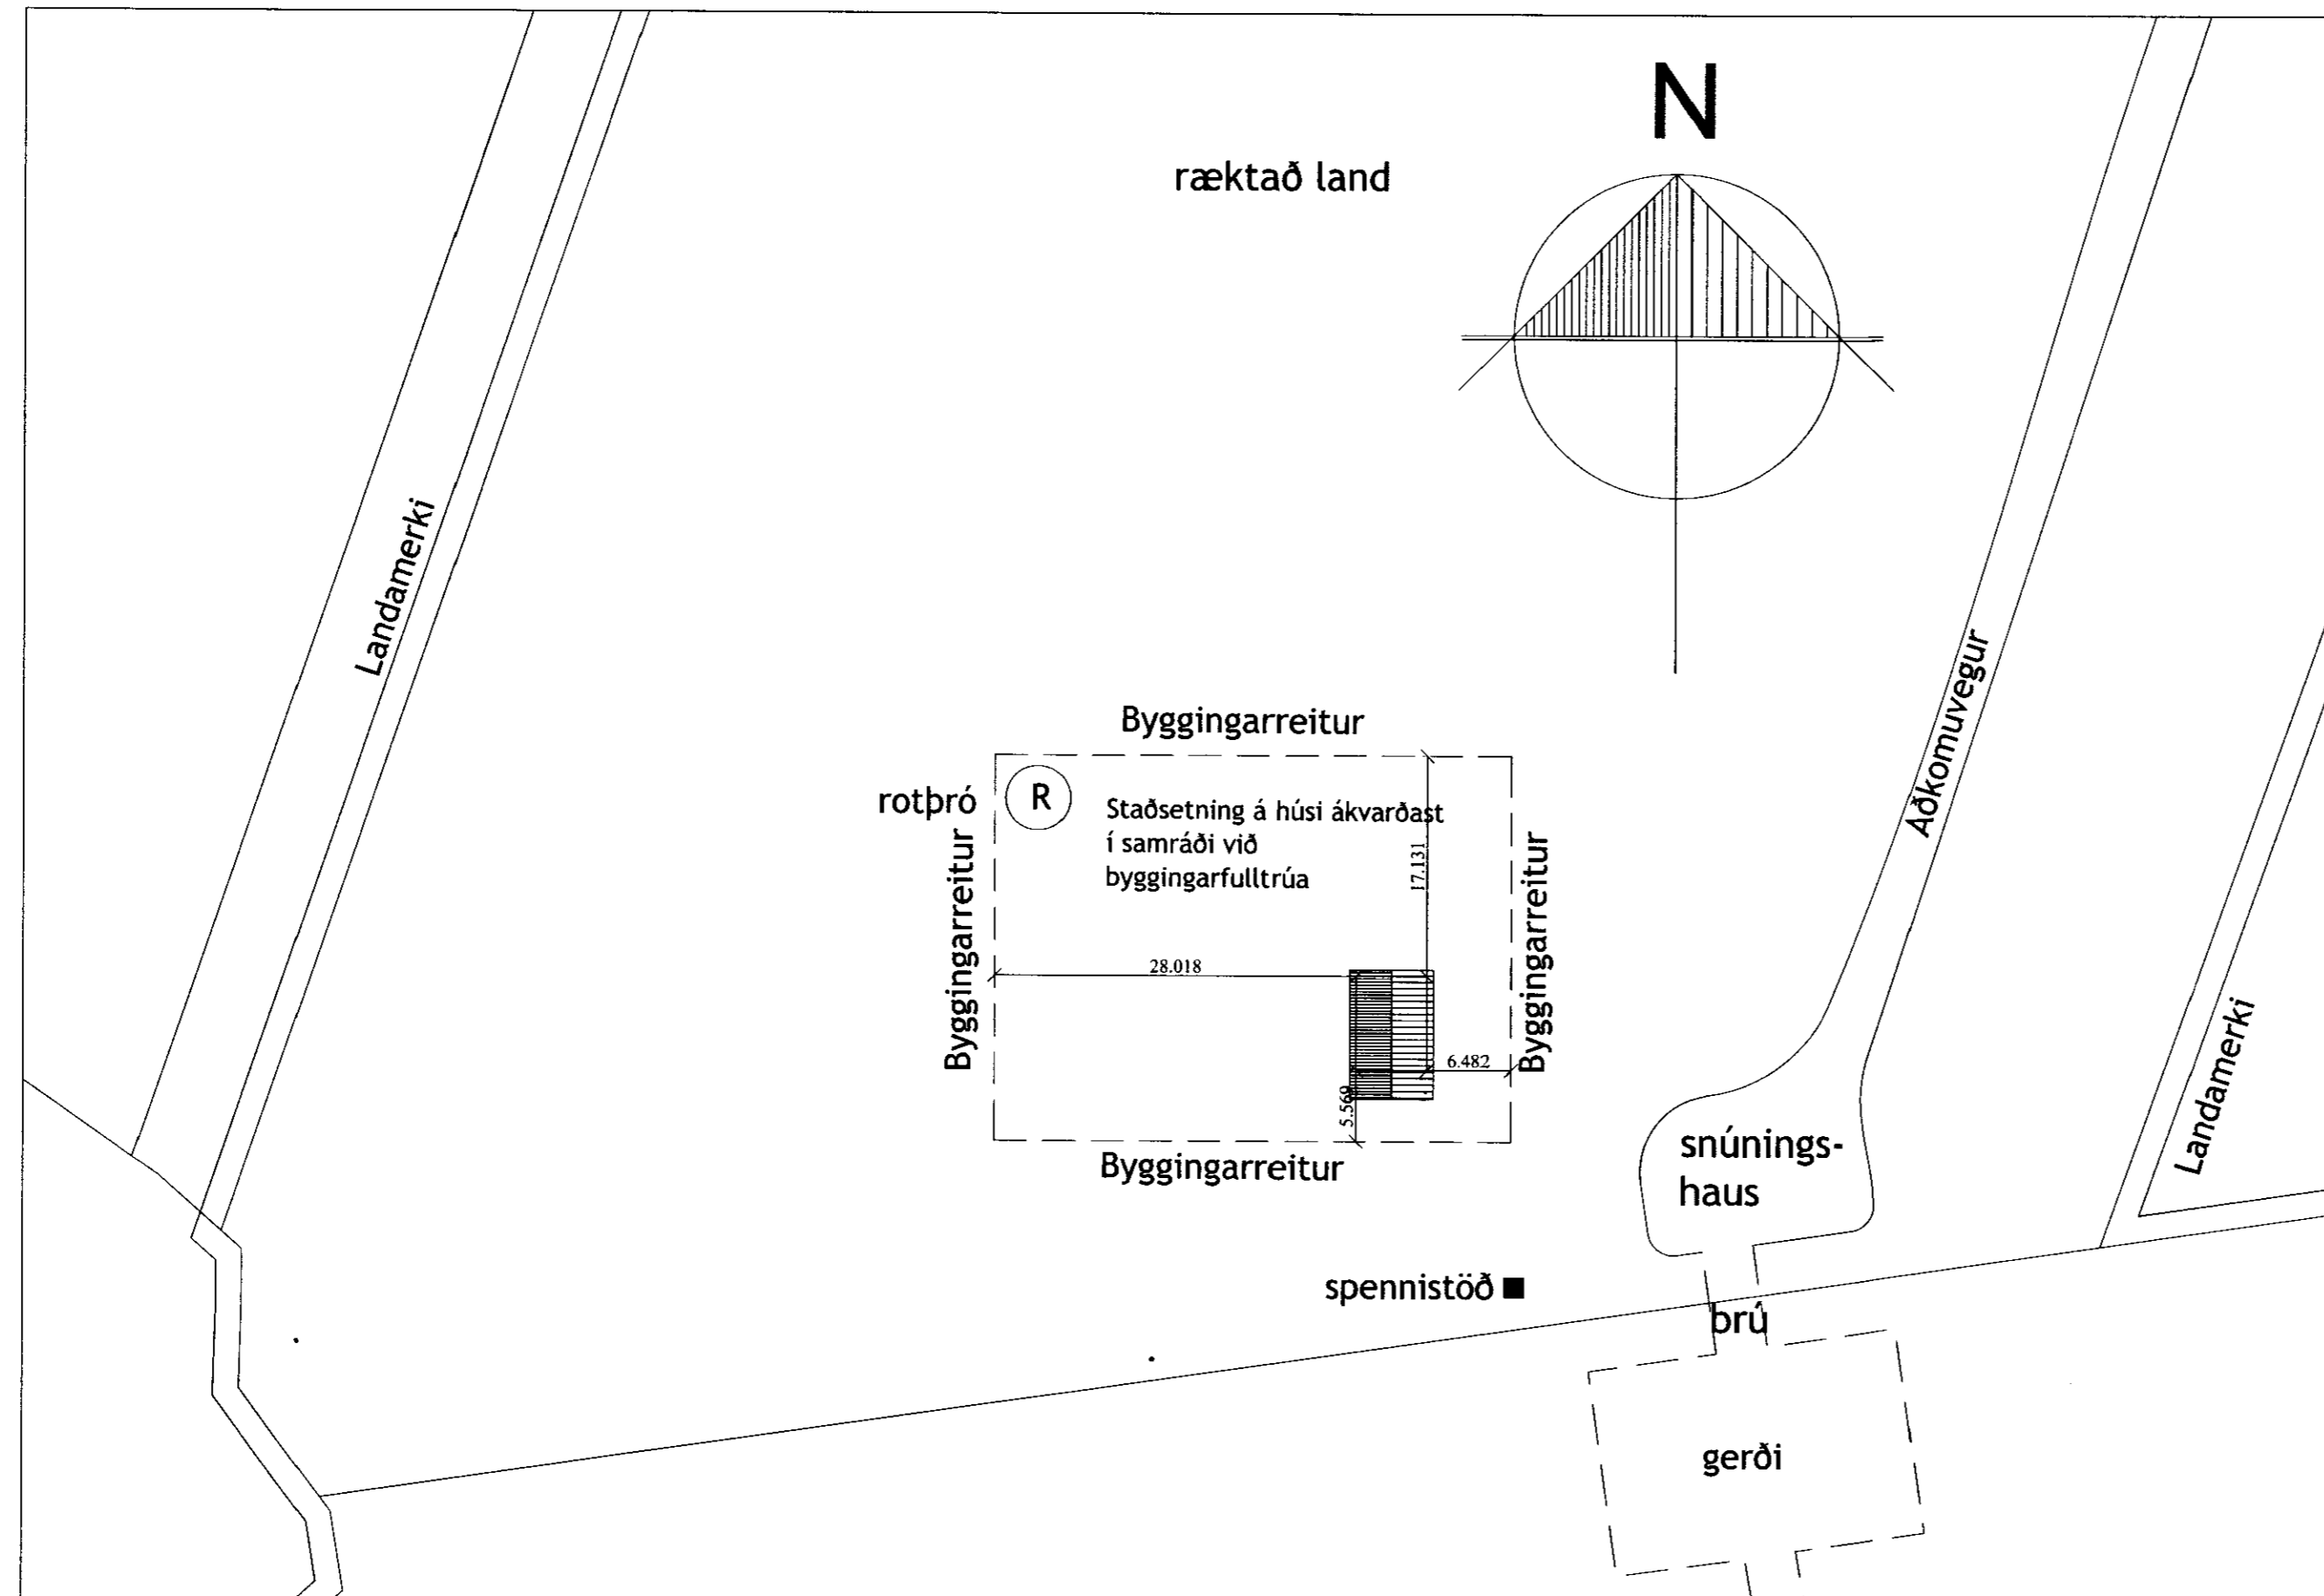 N
ræktað land
Landamerki
Aðkomuvegur
Byggingarreitur
rotþró
R
Staðsetning á húsi ákvarðast
í samráði við
byggingarfulltrúa
17.131
Byggingarreitur
Byggingarreitur
28.018
6.482
5.569
Byggingarreitur
Landamerki
snúnings-
haus
spennistöð
brú
gerði